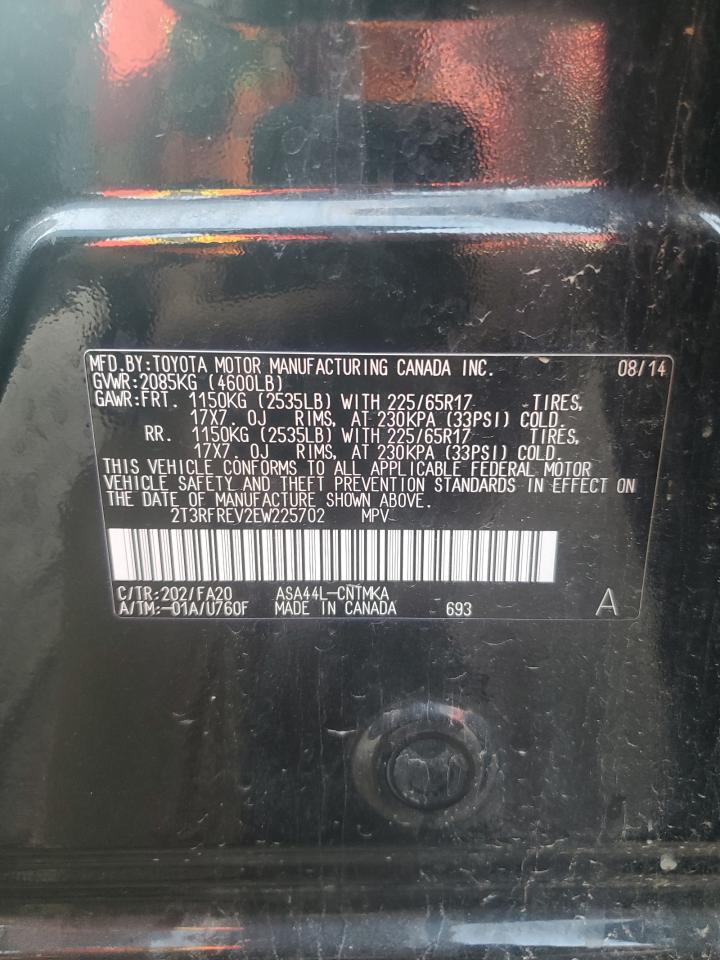 MFD.BY:TOYOTA MOTOR MANUFACTURING CANADA INC. 08/14
GVWR:2085KG (4600LB)
GAWR:FRT. 1150KG (2535LB) WITH 225/65R17 TIRES,
17X7.0J RIMS, AT 230KPA (33PSI) COLD.
RR. 1150KG (2535LB) WITH 225/65R17 TIRES,
17X7.0J RIMS, AT 230KPA (33PSI) COLD.
THIS VEHICLE CONFORMS TO ALL APPLICABLE FEDERAL MOTOR
VEHICLE SAFETY AND THEFT PREVENTION STANDARDS IN EFFECT ON
THE DATE OF MANUFACTURE SHOWN ABOVE.
2T3RFREV2EW225702 MPV
C/TR:202/FA20 ASA44L-CNTMKA
A/TM:-01A/U760F MADE IN CANADA 693 A